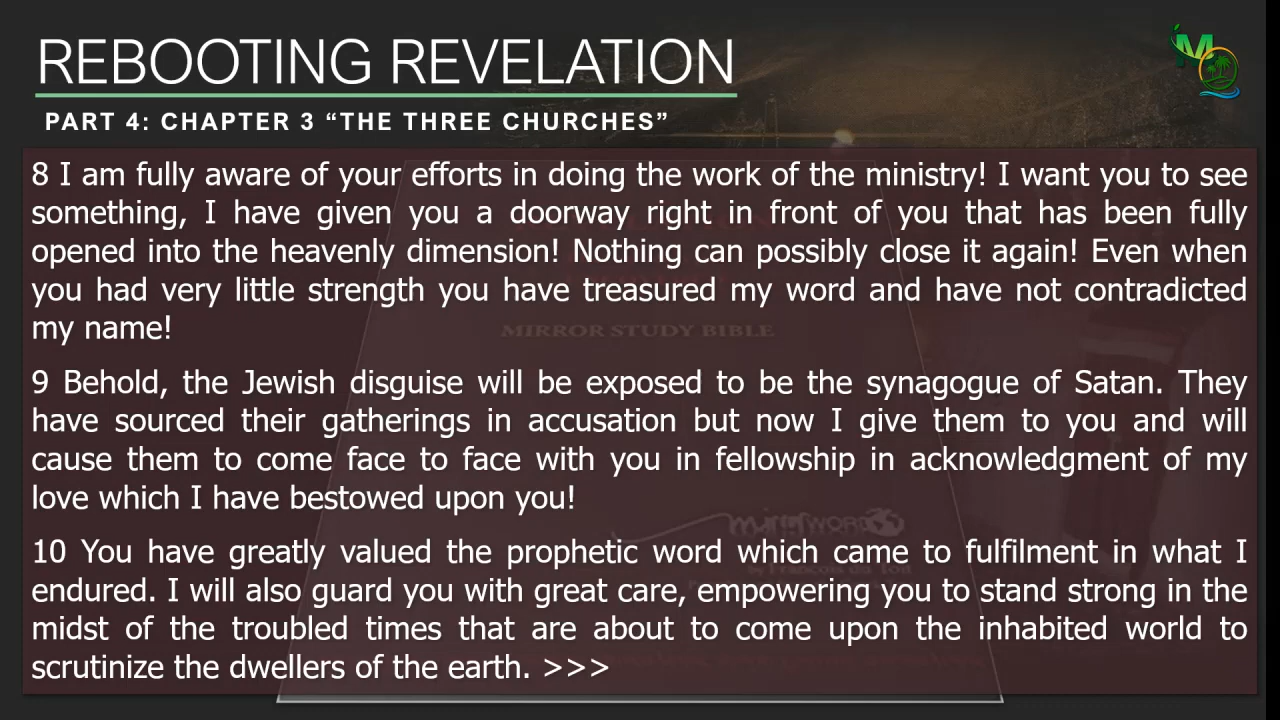 REBOOTING REVELATION
PART 4: CHAPTER 3 “THE THREE CHURCHES”
8 I am fully aware of your efforts in doing the work of the ministry! I want you to see
something, I have given you a doorway right in front of you that has been fully
opened into the heavenly dimension! Nothing can possibly close it again! Even when
you had very little strength you have treasured my word and have not contradicted
my name!
MIRROR STUDY BIBLE
9 Behold, the Jewish disguise will be exposed to be the synagogue of Satan. They
have sourced their gatherings in accusation but now I give them to you and will
cause them to come face to face with you in fellowship in acknowledgment of my
love which I have bestowed upon you!
mirrorWORD
10 You have greatly valued the prophetic word which came to fulfilment in what I
endured. I will also guard you with great care, empowering you to stand strong in the
midst of the troubled times that are about to come upon the inhabited world to
scrutinize the dwellers of the earth. >>>